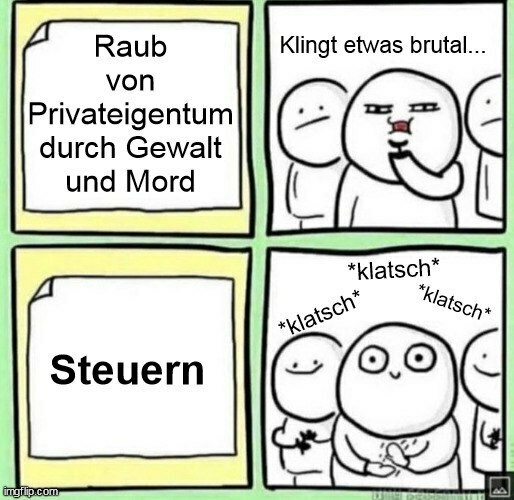 Raub
von
Privateigentum
durch Gewalt
und Mord
Klingt etwas brutal...
Steuern
*klatsch*
*klatsch*
*klatsch*
imgflip.com